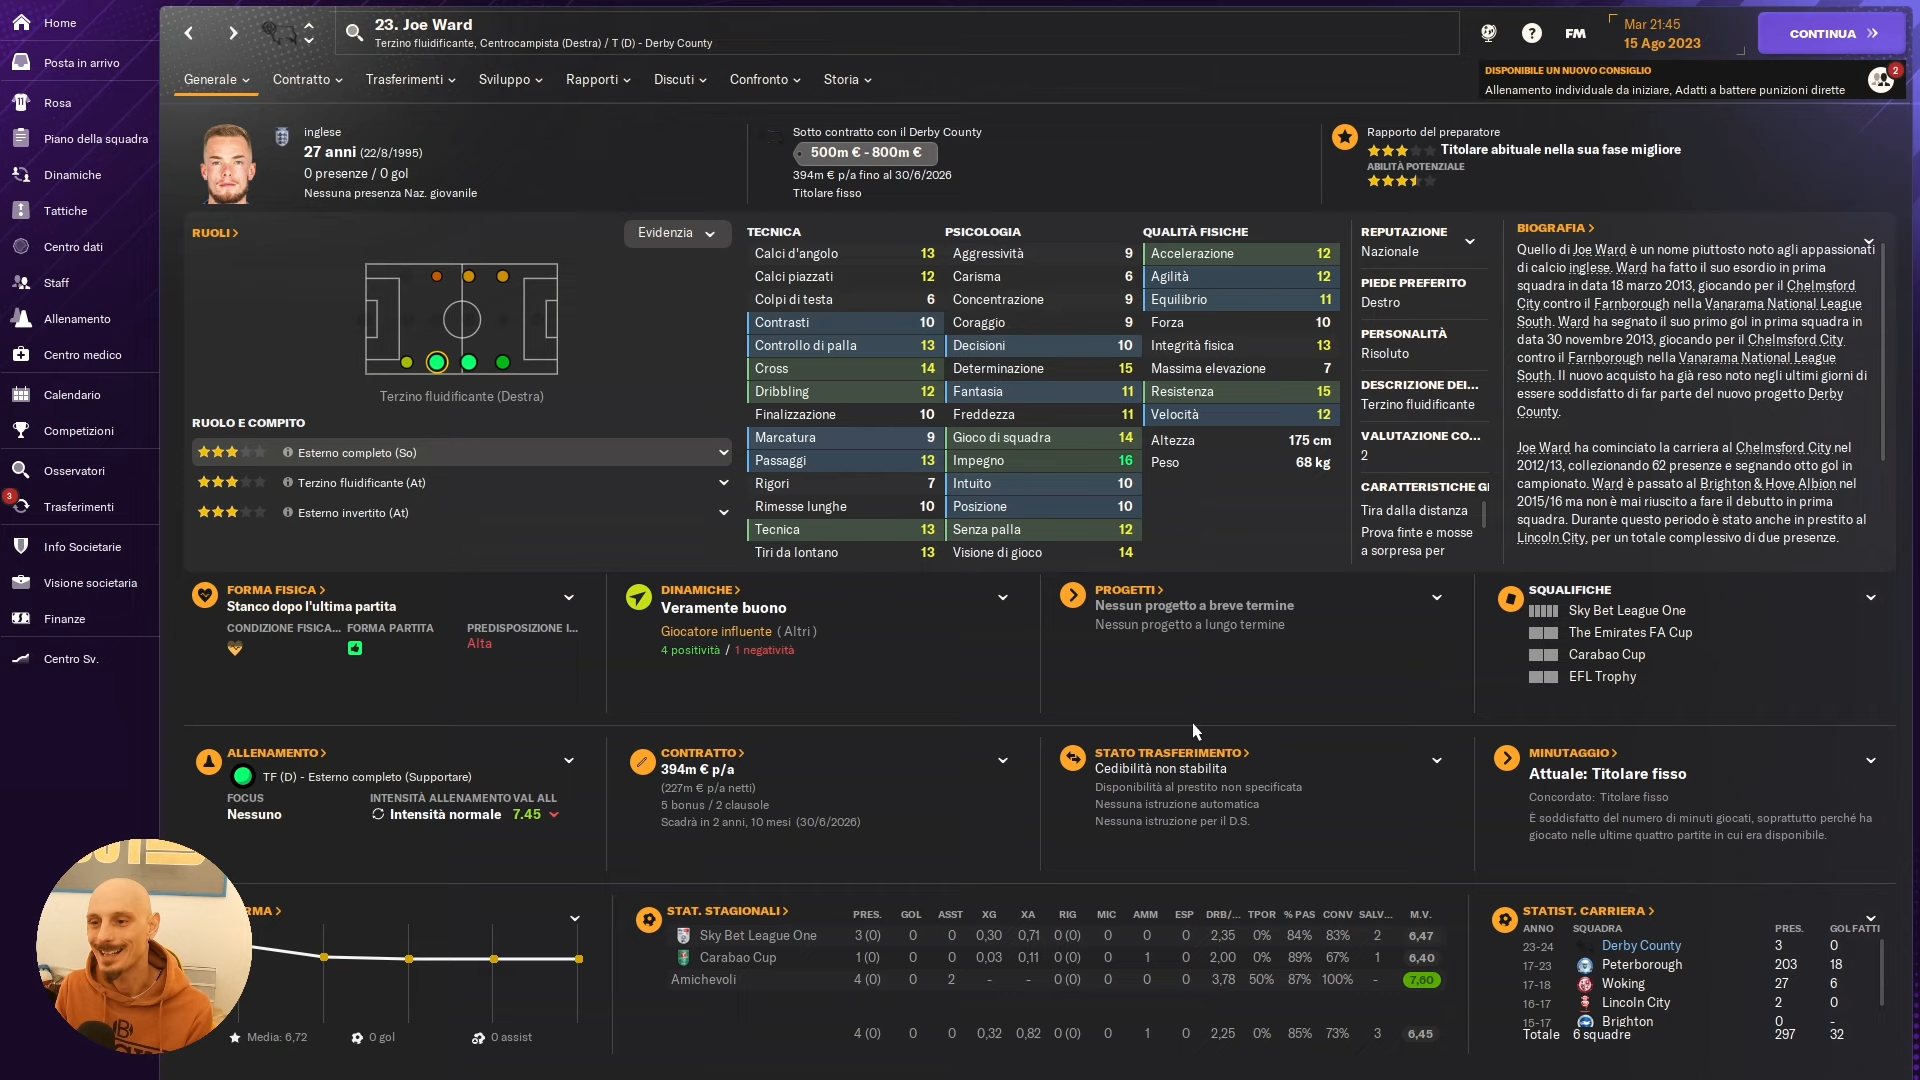 Home
Posta in arrivo
Rosa
Piano della squadra
Dinamiche
Tattiche
Centro dati
Staff
Allenamento
Centro medico
Calendario
Competizioni
Osservatori
3
Trasferimenti
Info Societarie
Visione societaria
Finanze
Centro Sv.
23. Joe Ward
Terzino fluidificante, Centrocampista (Destra) / T (D) - Derby County
FM
Mar 21:45
15 Ago 2023
CONTINUA
Generale
Contratto
Trasferimenti
Sviluppo
Rapporti
Discuti
Confronto
Storia
DISPONIBILE UN NUOVO CONSIGLIO
Allenamento individuale da iniziare, Adatti a battere punizioni dirette
2
inglese
27 anni (22/8/1995)
0 presenze / 0 gol
Nessuna presenza Naz. giovanile
Sotto contratto con il Derby County
500m € - 800m €
394m € p/a fino al 30/6/2026
Titolare fisso
Rapporto del preparatore
Titolare abituale nella sua fase migliore
ABILITÀ POTENZIALE
RUOLI
Evidenzia
Terzino fluidificante (Destra)
RUOLO E COMPITO
Esterno completo (So)
Terzino fluidificante (At)
Esterno invertito (At)
TECNICA
Calci d'angolo 13
Calci piazzati 12
Colpi di testa 6
Contrasti 10
Controllo di palla 13
Cross 14
Dribbling 12
Finalizzazione 10
Marcatura 9
Passaggi 13
Rigori 7
Rimesse lunghe 10
Tecnica 13
Tiri da lontano 13
PSICOLOGIA
Aggressività 9
Carisma 6
Concentrazione 9
Coraggio 9
Decisioni 10
Determinazione 15
Fantasia 11
Freddezza 11
Gioco di squadra 14
Impegno 16
Intuito 10
Posizione 10
Senza palla 12
Visione di gioco 14
QUALITÀ FISICHE
Accelerazione 12
Agilità 12
Equilibrio 11
Forza 10
Integrità fisica 13
Massima elevazione 7
Resistenza 15
Velocità 12
Altezza 175 cm
Peso 68 kg
REPUTAZIONE
Nazionale
PIEDE PREFERITO
Destro
PERSONALITÀ
Risoluto
DESCRIZIONE DEI...
Terzino fluidificante
VALUTAZIONE CO...
2
CARATTERISTICHE GI
Tira dalla distanza
Prova finte e mosse
a sorpresa per
BIOGRAFIA
Quello di Joe Ward è un nome piuttosto noto agli appassionati
di calcio inglese. Ward ha fatto il suo esordio in prima
squadra in data 18 marzo 2013, giocando per il Chelmsford
City contro il Farnborough nella Vanarama National League
South. Ward ha segnato il suo primo gol in prima squadra in
data 30 novembre 2013, giocando per il Chelmsford City
contro il Farnborough nella Vanarama National League
South. Il nuovo acquisto ha già reso noto negli ultimi giorni di
essere soddisfatto di far parte del nuovo progetto Derby
County.
Joe Ward ha cominciato la carriera al Chelmsford City nel
2012/13, collezionando 62 presenze e segnando otto gol in
campionato. Ward è passato al Brighton & Hove Albion nel
2015/16 ma non è mai riuscito a fare il debutto in prima
squadra. Durante questo periodo è stato anche in prestito al
Lincoln City, per un totale complessivo di due presenze.
FORMA FISICA
Stanco dopo l'ultima partita
CONDIZIONE FISICA... FORMA PARTITA PREDISPOSIZIONE I...
Alta
DINAMICHE
Veramente buono
Giocatore influente (Altri)
4 positività / 1 negatività
PROGETTI
Nessun progetto a breve termine
Nessun progetto a lungo termine
SQUALIFICHE
Sky Bet League One
The Emirates FA Cup
Carabao Cup
EFL Trophy
ALLENAMENTO
TF (D) - Esterno completo (Supportare)
FOCUS INTENSITÀ ALLENAMENTO VAL ALL
Nessuno Intensità normale 7.45
CONTRATTO
394m € p/a
(227m € p/a netti)
5 bonus / 2 clausole
Scadrà in 2 anni, 10 mesi (30/6/2026)
STATO TRASFERIMENTO
Cedibilità non stabilita
Disponibilità al prestito non specificata
Nessuna istruzione automatica
Nessuna istruzione per il D.S.
MINUTAGGIO
Attuale: Titolare fisso
Concordato: Titolare fisso
È soddisfatto del numero di minuti giocati, soprattutto perché ha
giocato nelle ultime quattro partite in cui era disponibile.
RMA
Media: 6,72 0 gol 0 assist
STAT. STAGIONALI PRES. GOL ASST XG XA RIG MIC AMM ESP DRB/... TPOR % PAS CONV SALV... M.V.
Sky Bet League One 3 (0) 0 0 0,30 0,71 0 (0) 0 0 0 2,35 0% 84% 83% 2 6,47
Carabao Cup 1 (0) 0 0 0,03 0,11 0 (0) 0 1 0 2,00 0% 89% 67% 1 6,40
Amichevoli 4 (0) 0 2 - - 0 (0) 0 0 0 3,78 50% 87% 100% - 7,60
4 (0) 0 0 0,32 0,82 0 (0) 0 1 0 2,25 0% 85% 73% 3 6,45
STATIST. CARRIERA
ANNO SQUADRA PRES. GOL FATTI
23-24 Derby County 3 0
17-23 Peterborough 203 18
17-18 Woking 27 6
16-17 Lincoln City 2 0
15-17 Brighton 0 -
Totale 6 squadre 297 32